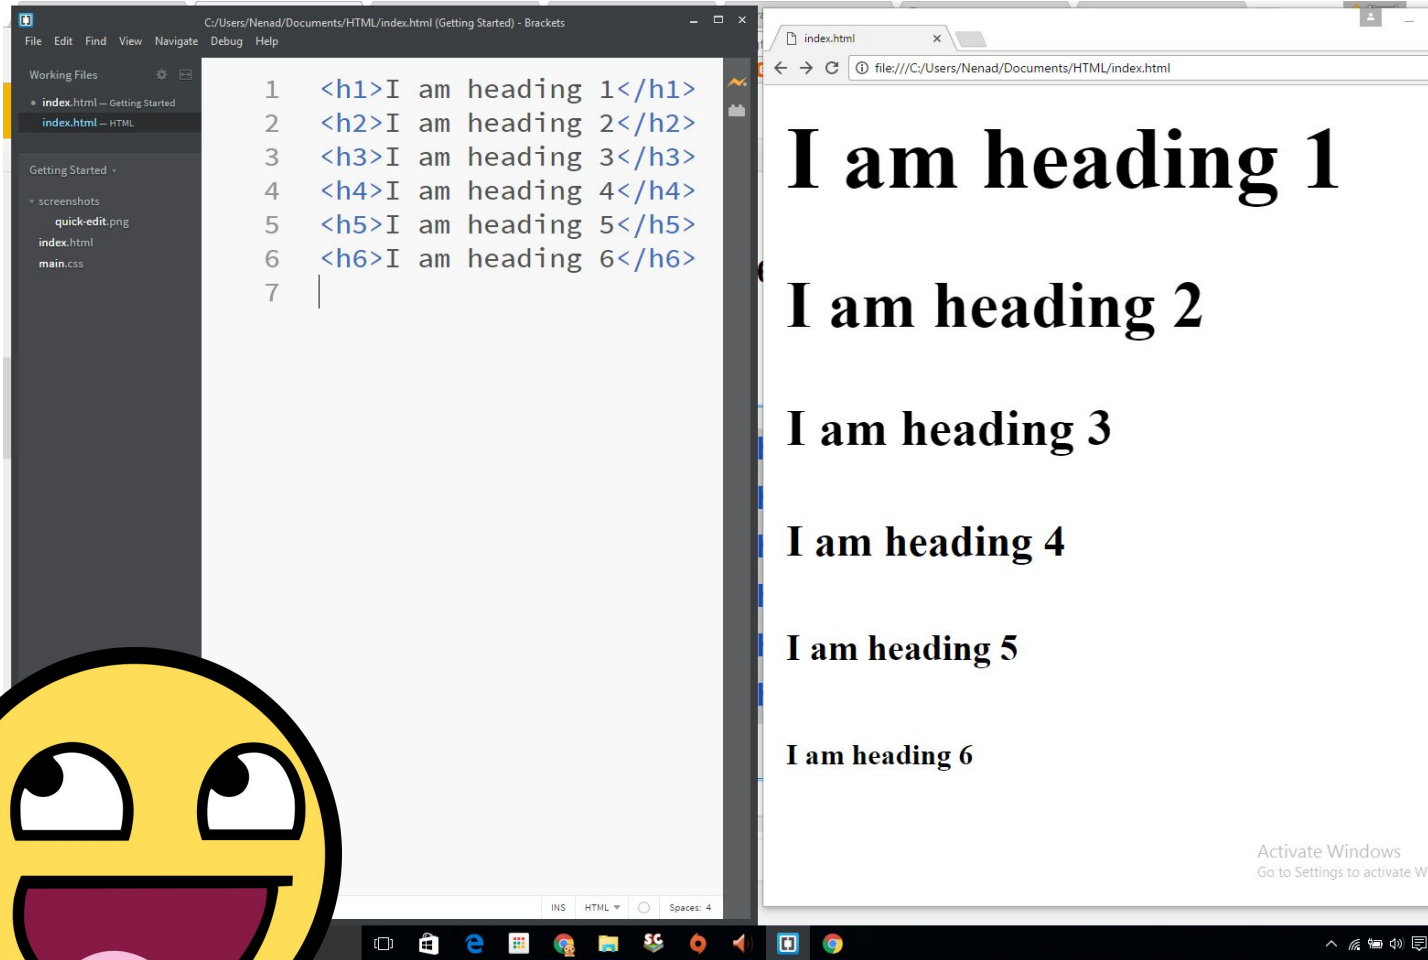 C:/Users/Nenad/Documents/HTML/index.html (Getting Started) - Brackets
File Edit Find View Navigate Debug Help
Working Files
index.html — Getting Started
index.html — HTML
Getting Started
screenshots
quick-edit.png
index.html
main.css
1 <h1>I am heading 1</h1>
2 <h2>I am heading 2</h2>
3 <h3>I am heading 3</h3>
4 <h4>I am heading 4</h4>
5 <h5>I am heading 5</h5>
6 <h6>I am heading 6</h6>
7
INS HTML Spaces: 4
index.html
file:///C:/Users/Nenad/Documents/HTML/index.html
I am heading 1
I am heading 2
I am heading 3
I am heading 4
I am heading 5
I am heading 6
Activate Windows
Go to Settings to activate W
SG